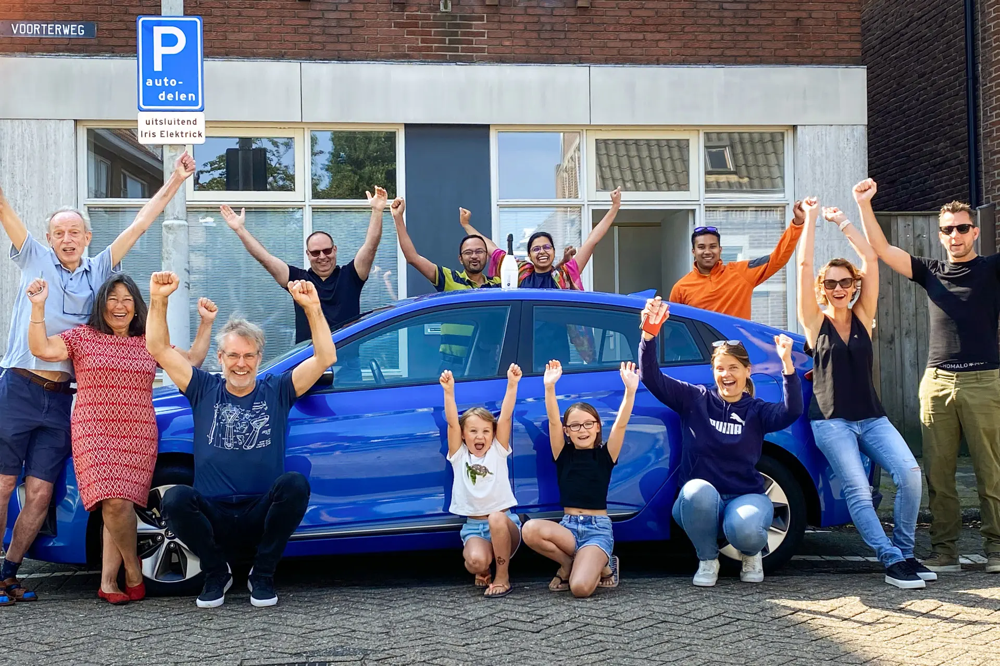 VOORTERWEG
P
auto-
delen
uitsluitend
Iris Elektrick
PUMA